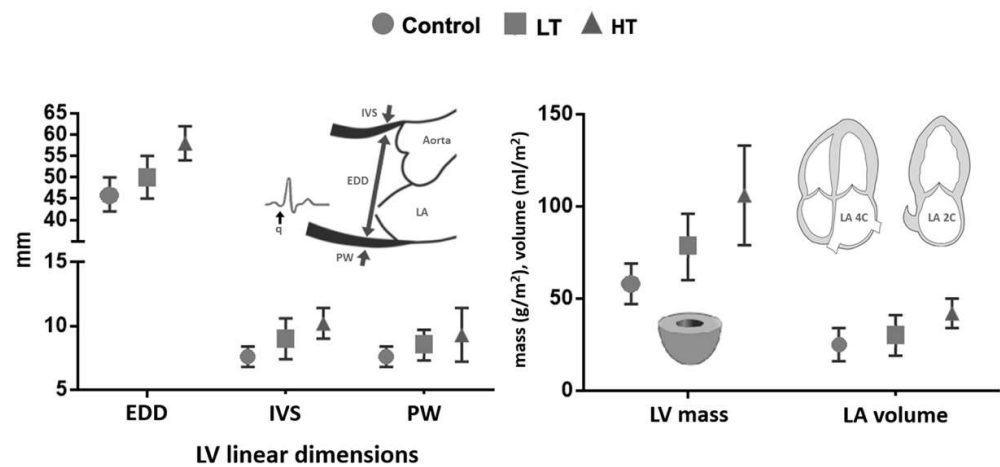 Control LT HT
65
60
55
50
45
40
15
10
5
mm
EDD IVS PW
LV linear dimensions
IVS
Aorta
EDD
LA
q
PW
150
100
50
0
mass (g/m²), volume (ml/m²)
LA 4C LA 2C
LV mass LA volume